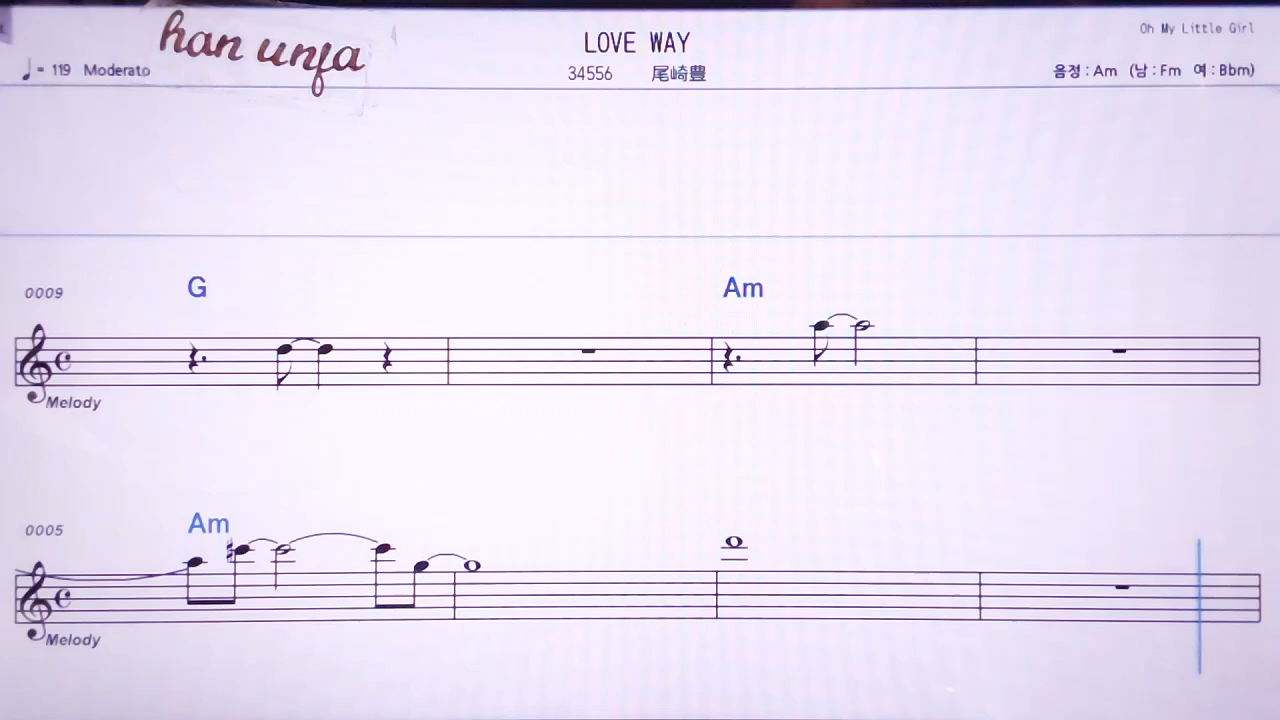 han unfa
LOVE WAY
Oh My Little Girl
♩= 119 Moderato
34556 尾崎豊
음정 : Am (남 : Fm 여 : Bbm)
0009
G
Am
Melody
0005
Am
Melody